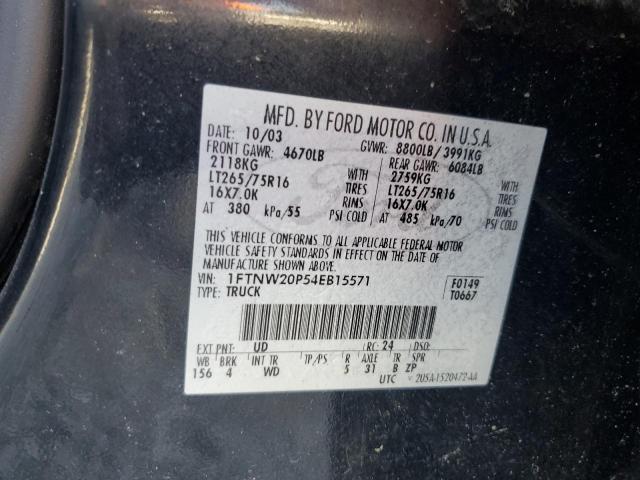 MFD. BY FORD MOTOR CO. IN U.S.A.
DATE: 10/03 GVWR: 8800LB/3991KG
FRONT GAWR: 4670LB REAR GAWR: 6084LB
2118KG WITH 2759KG WITH
LT265/75R16 TIRES LT265/75R16 TIRES
16X7.0K RIMS 16X7.0K RIMS
AT 380 kPa/55 PSI COLD AT 485 kPa/70 PSI COLD
THIS VEHICLE CONFORMS TO ALL APPLICABLE FEDERAL MOTOR
VEHICLE SAFETY STANDARDS IN EFFECT ON THE DATE OF
MANUFACTURE SHOWN ABOVE.
VIN: 1FTNW20P54EB15571 F0149
TYPE: TRUCK T0667
EXT PNT: UD RC: 24 DSO:
WB BRK INT TR TP/PS R AXLE TR SPR
156 4 WD 5 31 B ZP
UTC 2USA-1520472-AA